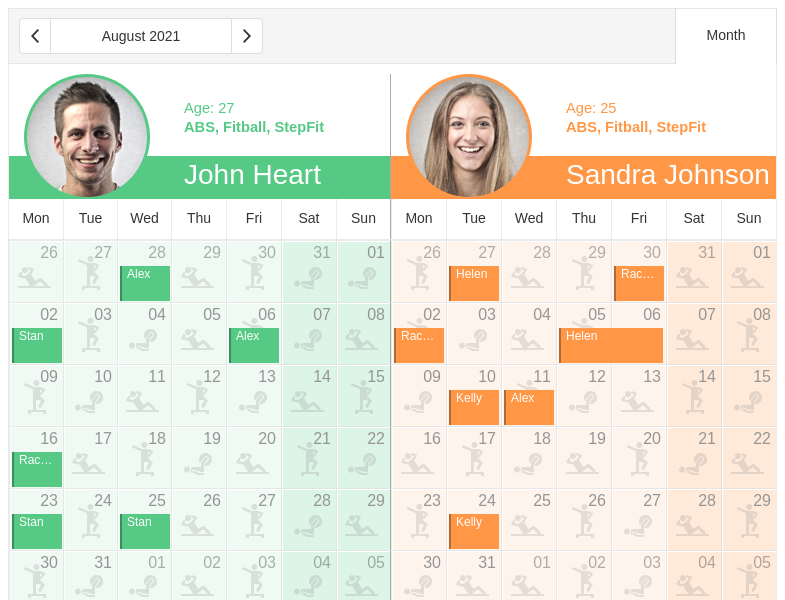 August 2021
Month
Age: 27
ABS, Fitball, StepFit
John Heart
Age: 25
ABS, Fitball, StepFit
Sandra Johnson
Mon Tue Wed Thu Fri Sat Sun Mon Tue Wed Thu Fri Sat Sun
26 27 28 29 30 31 01 26 27 28 29 30 31 01
Alex Helen Rac...
02 03 04 05 06 07 08 02 03 04 05 06 07 08
Stan Alex Rac... Helen
09 10 11 12 13 14 15 09 10 11 12 13 14 15
Kelly Alex
16 17 18 19 20 21 22 16 17 18 19 20 21 22
Rac...
23 24 25 26 27 28 29 23 24 25 26 27 28 29
Stan Stan Kelly
30 31 01 02 03 04 05 30 31 01 02 03 04 05